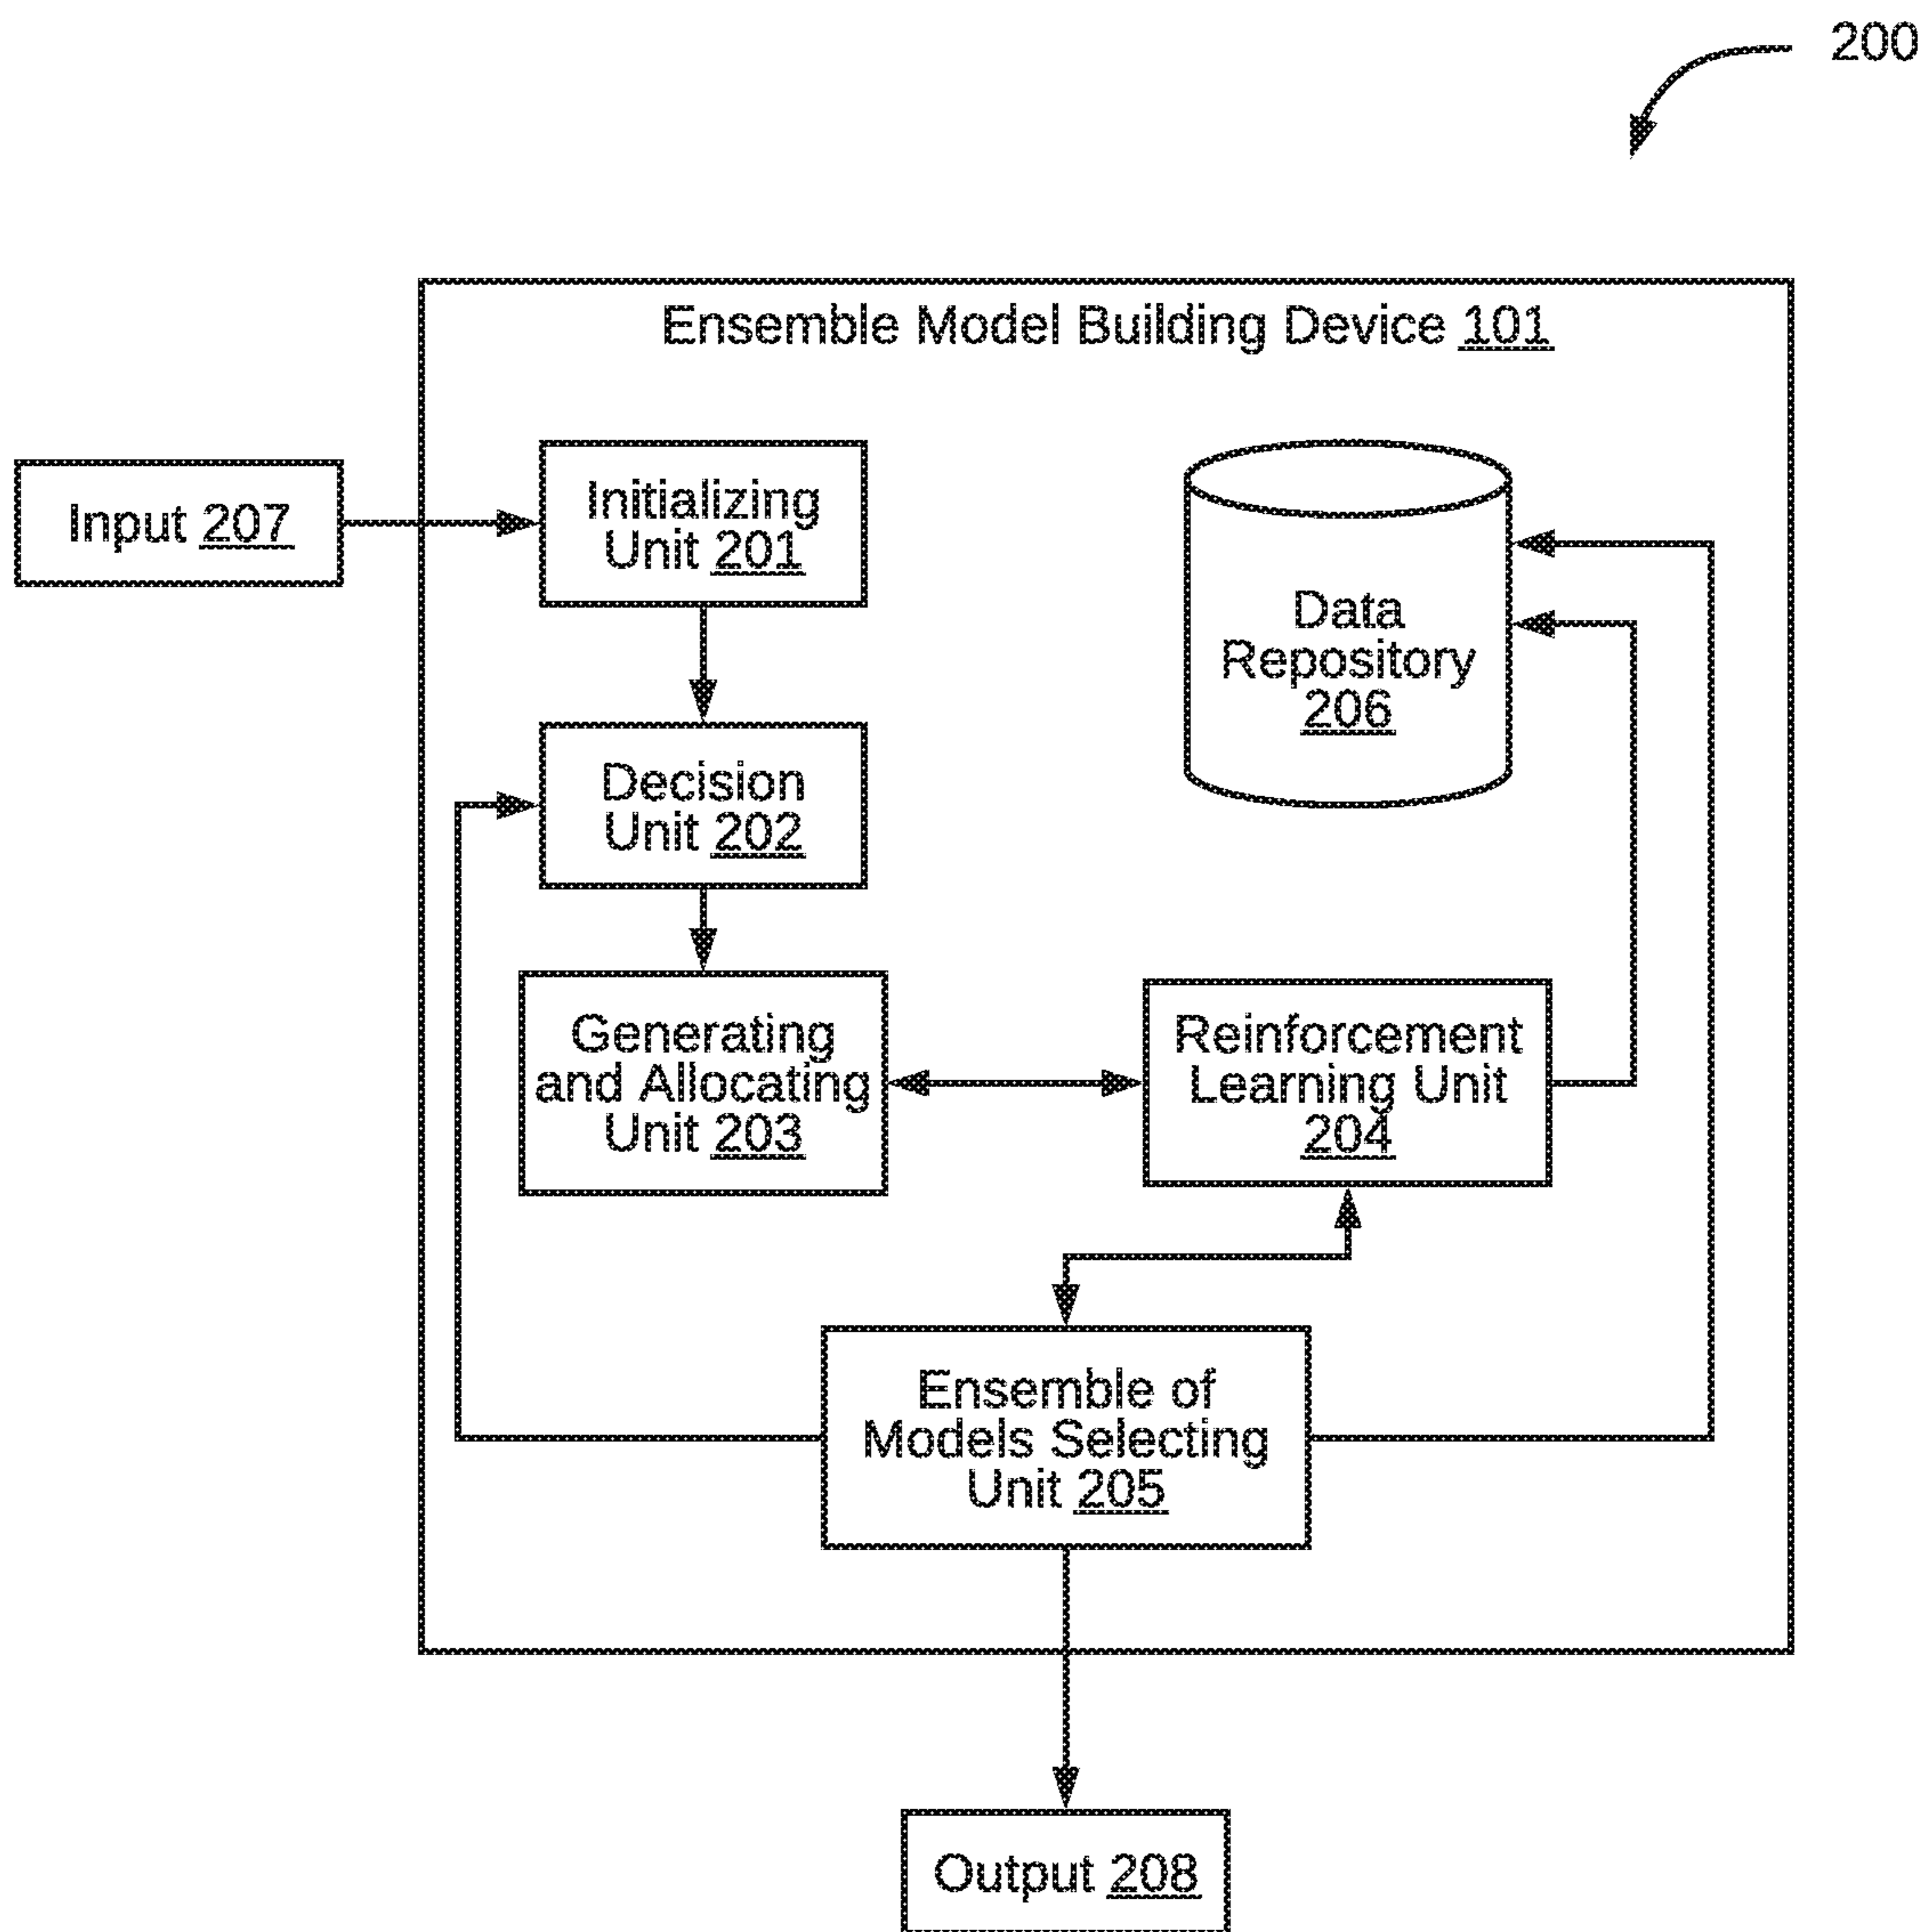 200
Ensemble Model Building Device 101
Input 207
Initializing
Unit 201
Data
Repository
206
Decision
Unit 202
Generating
and Allocating
Unit 203
Reinforcement
Learning Unit
204
Ensemble of
Models Selecting
Unit 205
Output 208